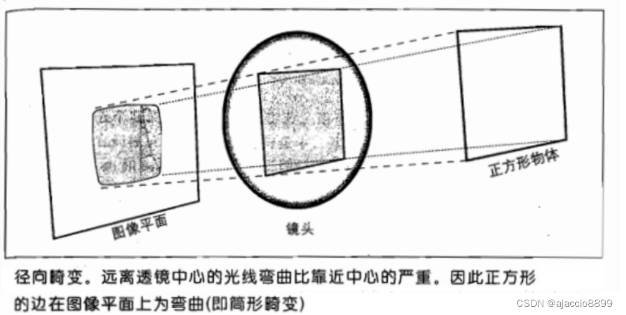 正方形物体
图像平面
镜头
径向畸变。远离透镜中心的光线弯曲比靠近中心的严重。因此正方形
的边在图像平面上为弯曲(即筒形畸变)
CSDN @ajaccio8899